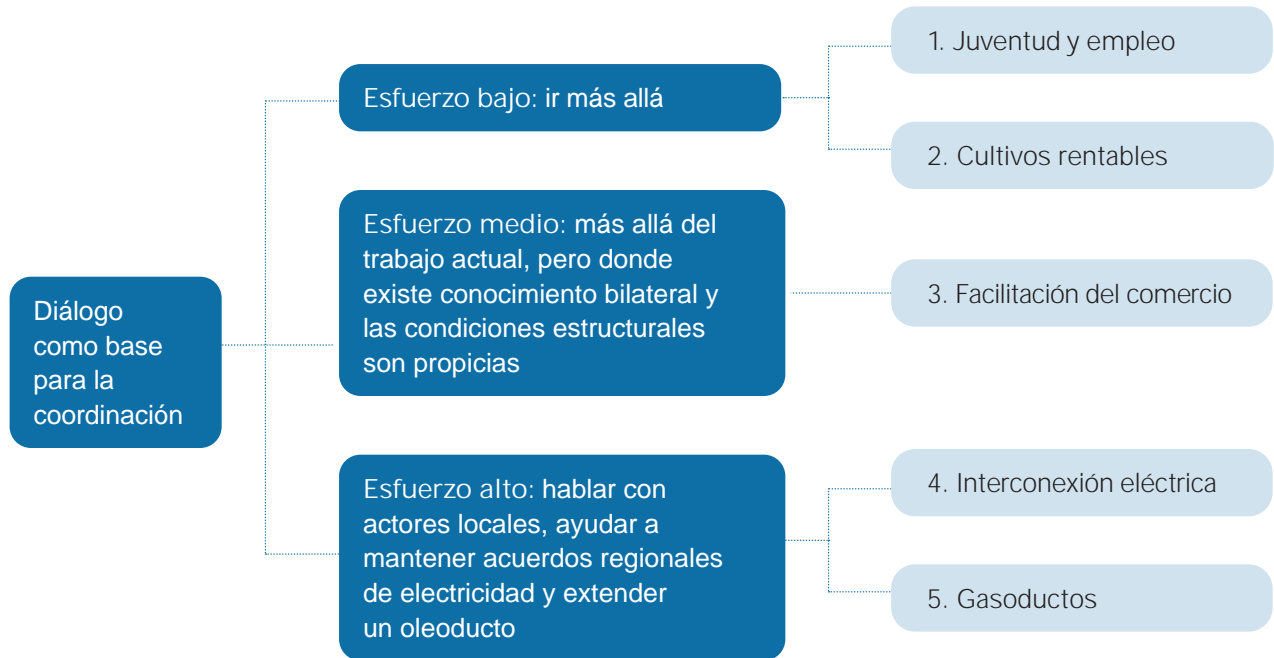 Diálogo
como base
para la
coordinación
Esfuerzo bajo: ir más allá
1. Juventud y empleo
2. Cultivos rentables
Esfuerzo medio: más allá del
trabajo actual, pero donde
existe conocimiento bilateral y
las condiciones estructurales
son propicias
3. Facilitación del comercio
Esfuerzo alto: hablar con
actores locales, ayudar a
mantener acuerdos regionales
de electricidad y extender
un oleoducto
4. Interconexión eléctrica
5. Gasoductos